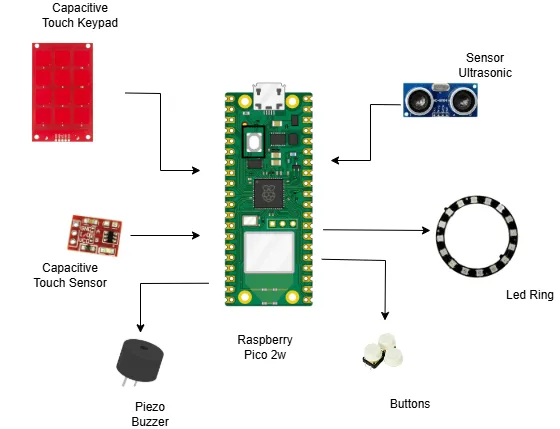 Capacitive
Touch Keypad
Sensor
Ultrasonic
Capacitive
Touch Sensor
Led Ring
Raspberry
Pico 2w
Piezo
Buzzer
Buttons